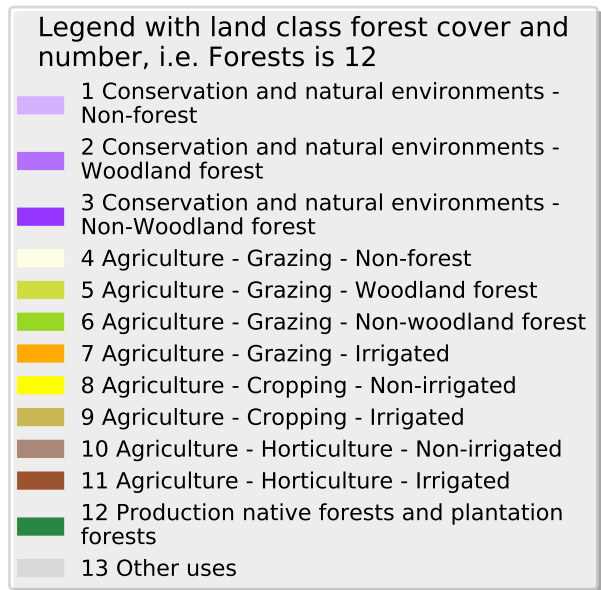 Legend with land class forest cover and
number, i.e. Forests is 12
1 Conservation and natural environments -
Non-forest
2 Conservation and natural environments -
Woodland forest
3 Conservation and natural environments -
Non-Woodland forest
4 Agriculture - Grazing - Non-forest
5 Agriculture - Grazing - Woodland forest
6 Agriculture - Grazing - Non-woodland forest
7 Agriculture - Grazing - Irrigated
8 Agriculture - Cropping - Non-irrigated
9 Agriculture - Cropping - Irrigated
10 Agriculture - Horticulture - Non-irrigated
11 Agriculture - Horticulture - Irrigated
12 Production native forests and plantation
forests
13 Other uses